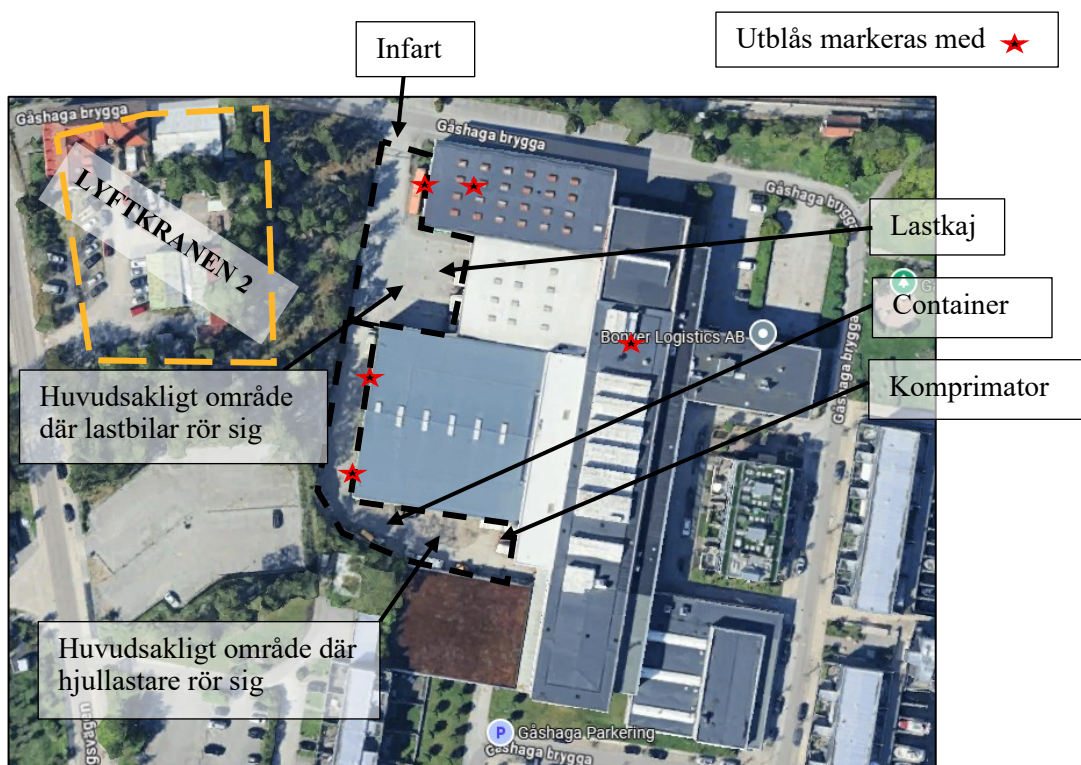 Utblås markeras med
Infart
Gåshaga brygga
Gåshaga brygga
Gåshaga brygga
LYFTKRANEN 2
Lastkaj
G
Container
Bonver Logistics AB
Gåshaga brygga
Komprimator
Huvudsakligt område
där lastbilar rör sig
Huvudsakligt område där
hjullastare rör sig
P
Gåshaga Parkering
Gåshaga brygga